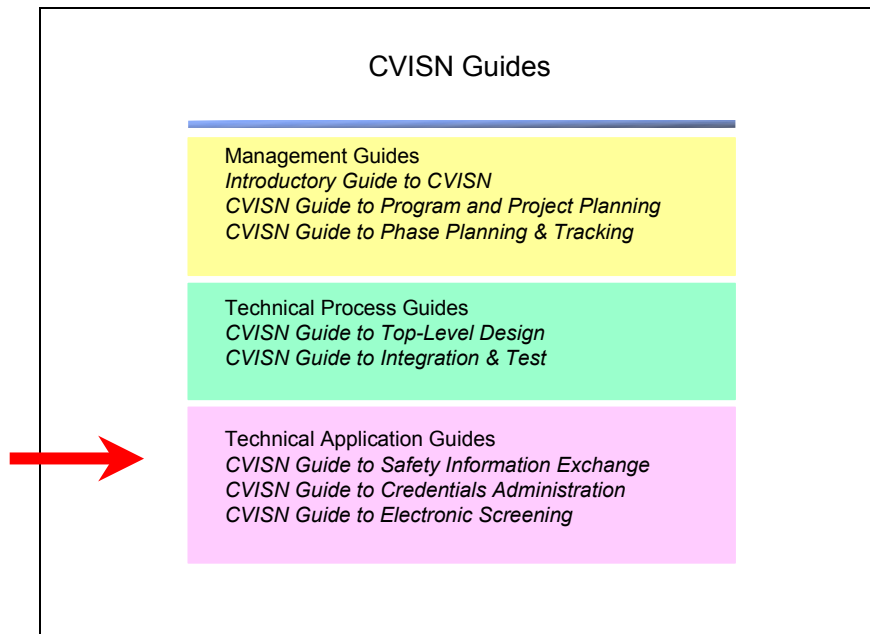 CVISN Guides
Management Guides
Introductory Guide to CVISN
CVISN Guide to Program and Project Planning
CVISN Guide to Phase Planning & Tracking
Technical Process Guides
CVISN Guide to Top-Level Design
CVISN Guide to Integration & Test
Technical Application Guides
CVISN Guide to Safety Information Exchange
CVISN Guide to Credentials Administration
CVISN Guide to Electronic Screening